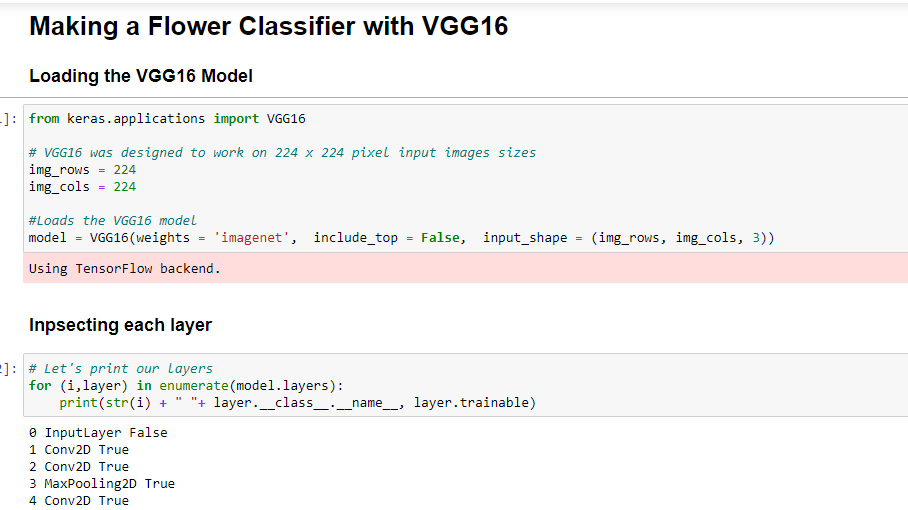 Making a Flower Classifier with VGG16
Loading the VGG16 Model
]: from keras.applications import VGG16
# VGG16 was designed to work on 224 x 224 pixel input images sizes
img_rows = 224
img_cols = 224
#Loads the VGG16 model
model = VGG16(weights = 'imagenet',  include_top = False,  input_shape = (img_rows, img_cols, 3))
Using TensorFlow backend.
Inpsecting each layer
]: # Let's print our layers
for (i,layer) in enumerate(model.layers):
    print(str(i) + " "+ layer.__class__.__name__, layer.trainable)
0 InputLayer False
1 Conv2D True
2 Conv2D True
3 MaxPooling2D True
4 Conv2D True